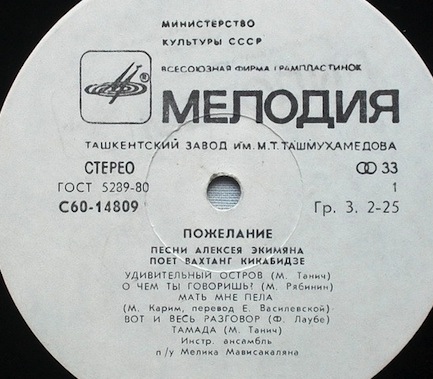 МИНИСТЕРСТВО
КУЛЬТУРЫ СССР
ВСЕСОЮЗНАЯ ФИРМА ГРАМПЛАСТИНОК
МЕЛОДИЯ
ТАШКЕНТСКИЙ ЗАВОД ИМ. М.Т. ТАШМУХАМЕДОВА
СТЕРЕО 33
ГОСТ 5289-80 1
С60-14809 Гр. 3. 2-25
ПОЖЕЛАНИЕ
ПЕСНИ АЛЕКСЕЯ ЭКИМЯНА
ПОЕТ ВАХТАНГ КИКАБИДЗЕ
УДИВИТЕЛЬНЫЙ ОСТРОВ (М. Танич)
О ЧЕМ ТЫ ГОВОРИШЬ? (М. Рябинин)
МАТЬ МНЕ ПЕЛА
(М. Карим, перевод Е. Василевской)
ВОТ И ВЕСЬ РАЗГОВОР (Ф. Лаубе)
ТАМАДА (М. Танич)
Инстр. ансамбль
п/у Мелика Мависакаляна